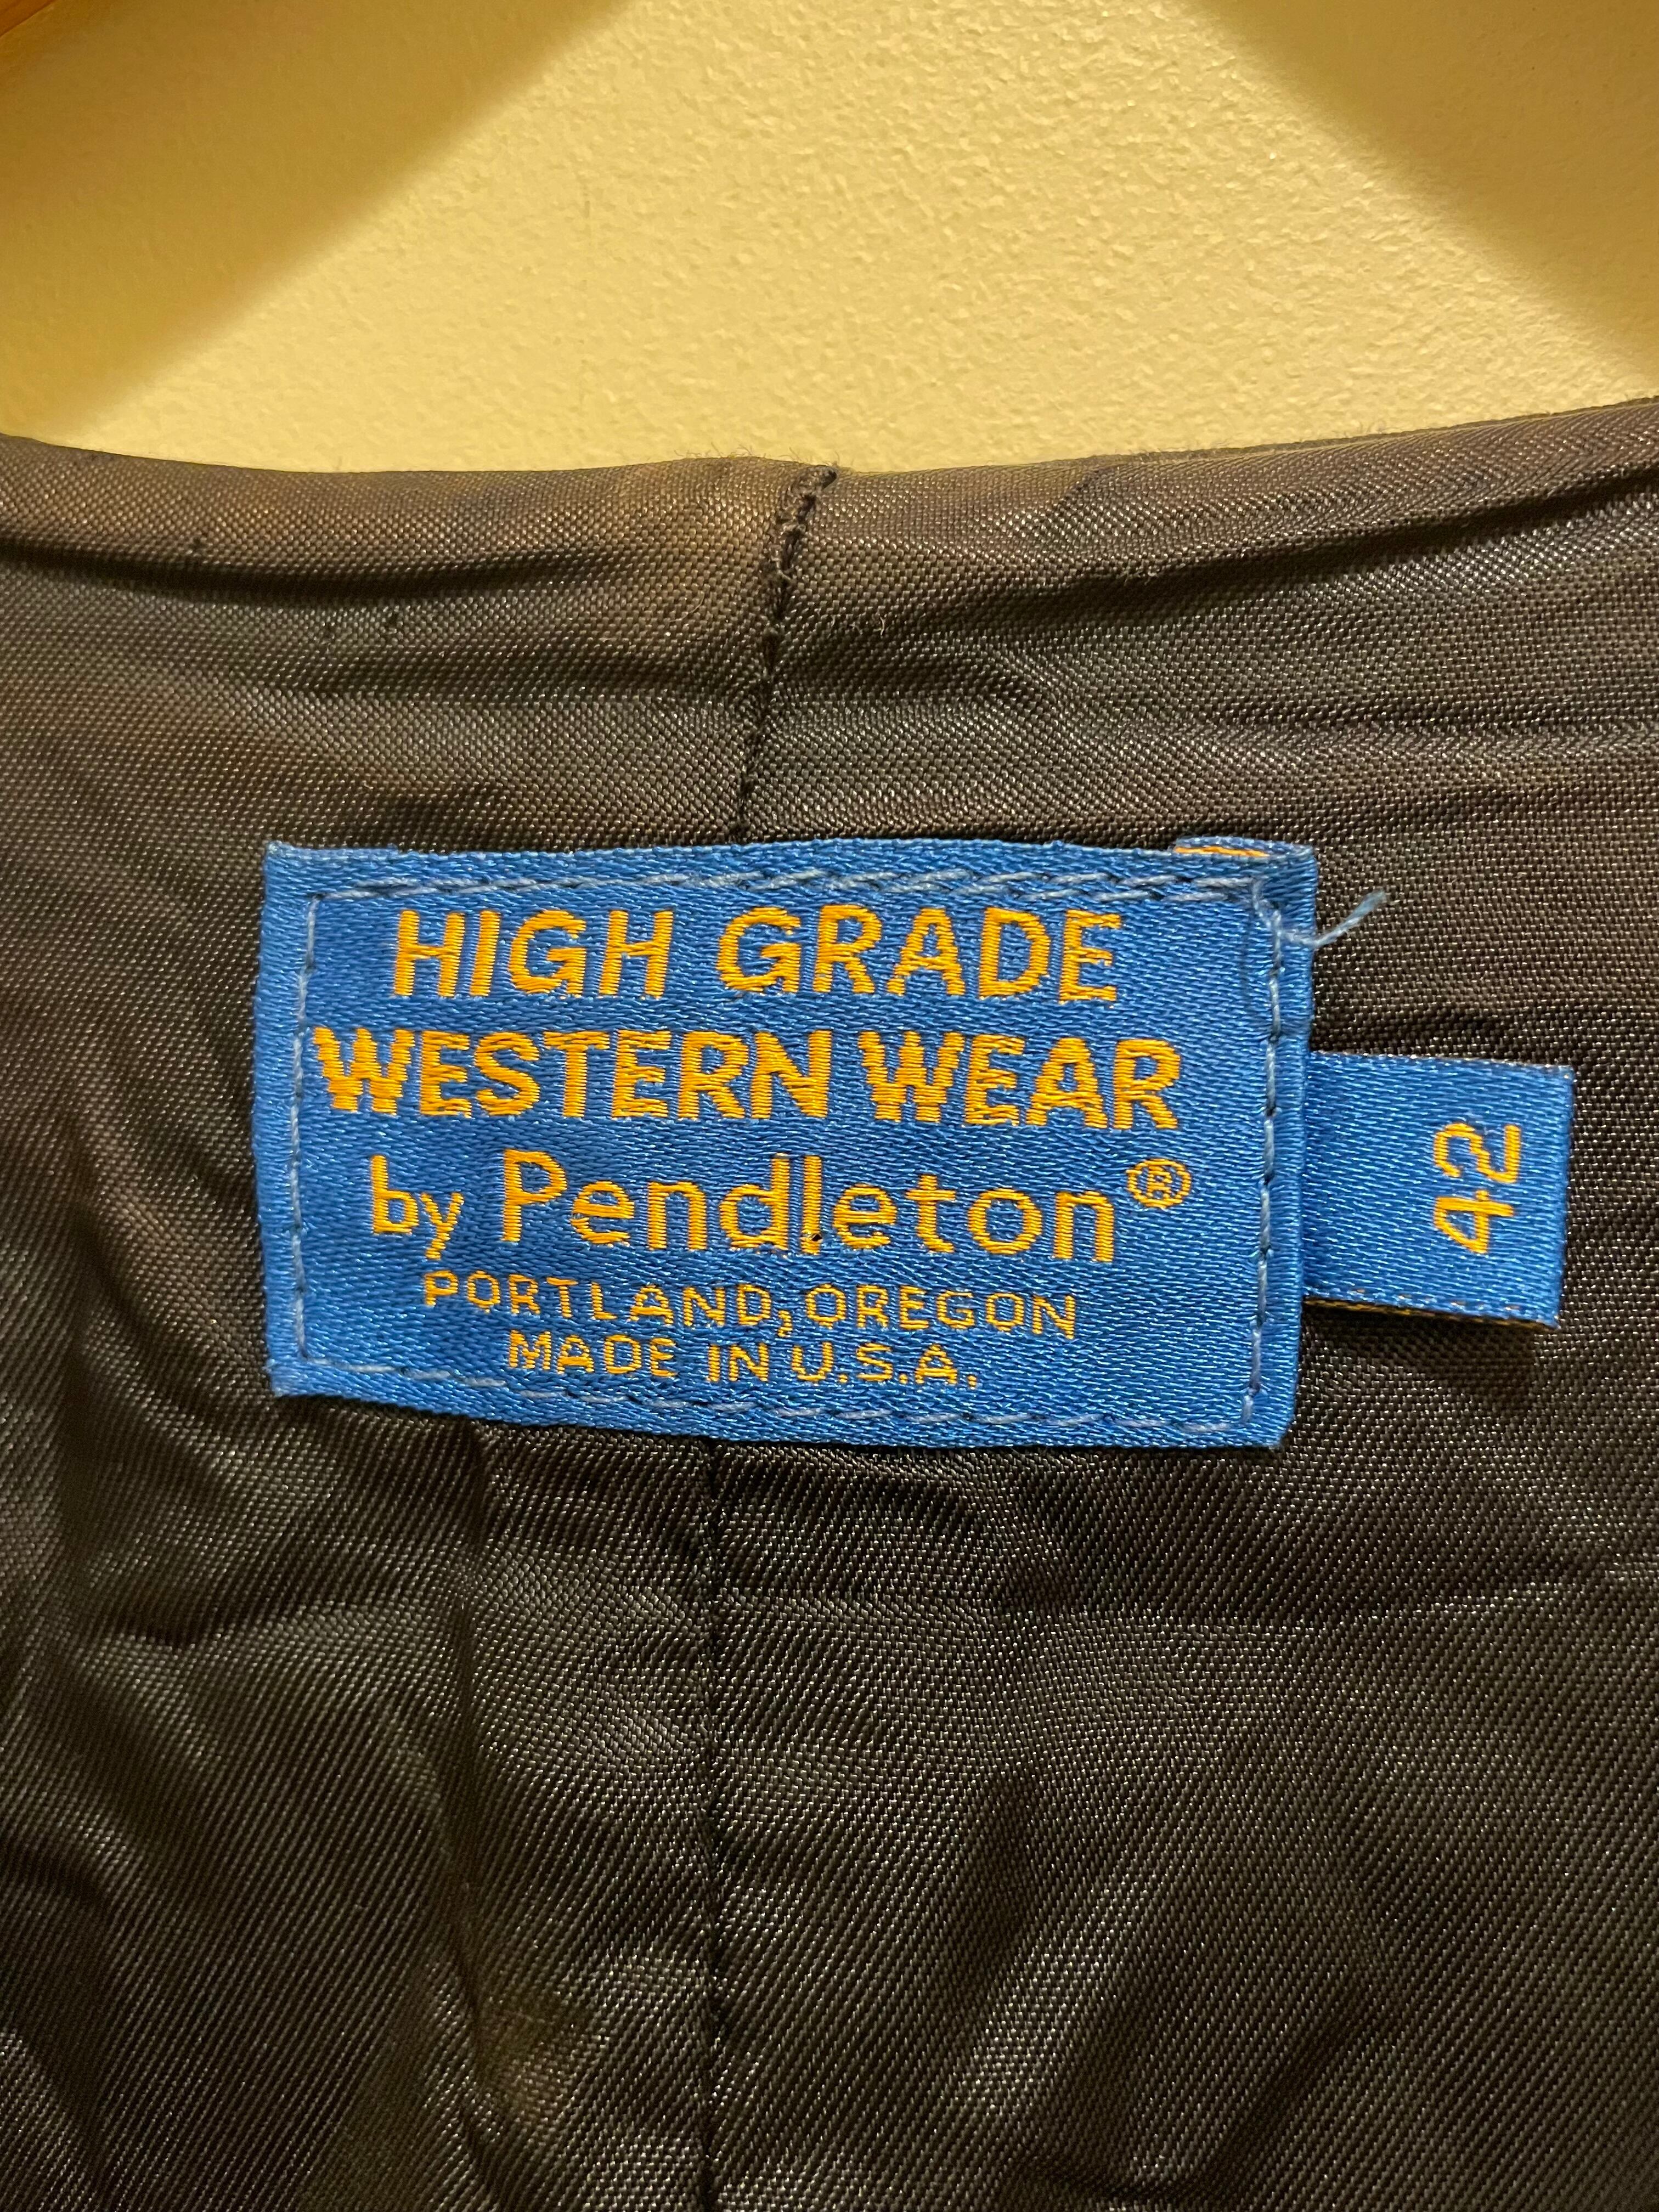 HIGH GRADE
WESTERN WEAR
by Pendleton®
PORTLAND, OREGON
MADE IN U.S.A.
42